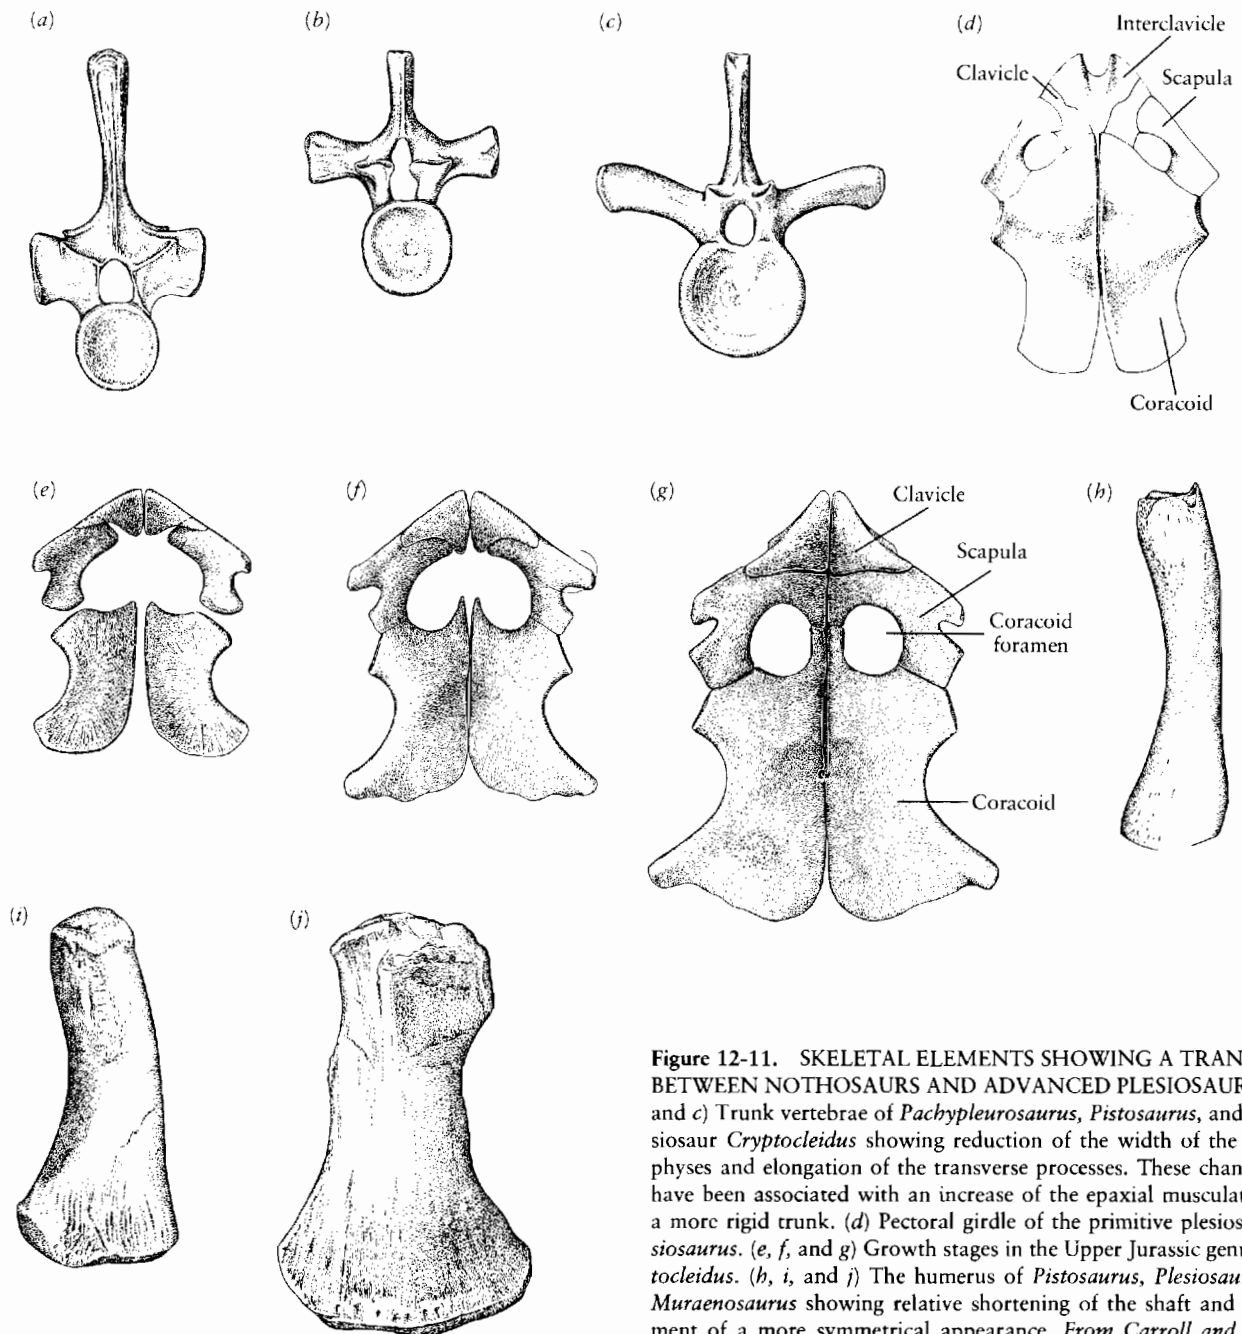 (a)
(b)
(c)
(d)
Interclavicle
Clavicle
Scapula
Coracoid
(e)
(f)
(g)
Clavicle
Scapula
Coracoid
foramen
Coracoid
(h)
(i)
(j)
Figure 12-11. SKELETAL ELEMENTS SHOWING A TRAN
BETWEEN NOTHOSAURS AND ADVANCED PLESIOSAUR
and c) Trunk vertebrae of Pachypleurosaurus, Pistosaurus, and
siosaur Cryptocleidus showing reduction of the width of the
physes and elongation of the transverse processes. These chan
have been associated with an increase of the epaxial musculat
a more rigid trunk. (d) Pectoral girdle of the primitive plesios
siosaurus. (e, f, and g) Growth stages in the Upper Jurassic genu
tocleidus. (h, i, and j) The humerus of Pistosaurus, Plesiosau
Muraenosaurus showing relative shortening of the shaft and
ment of a more symmetrical appearance. From Carroll and